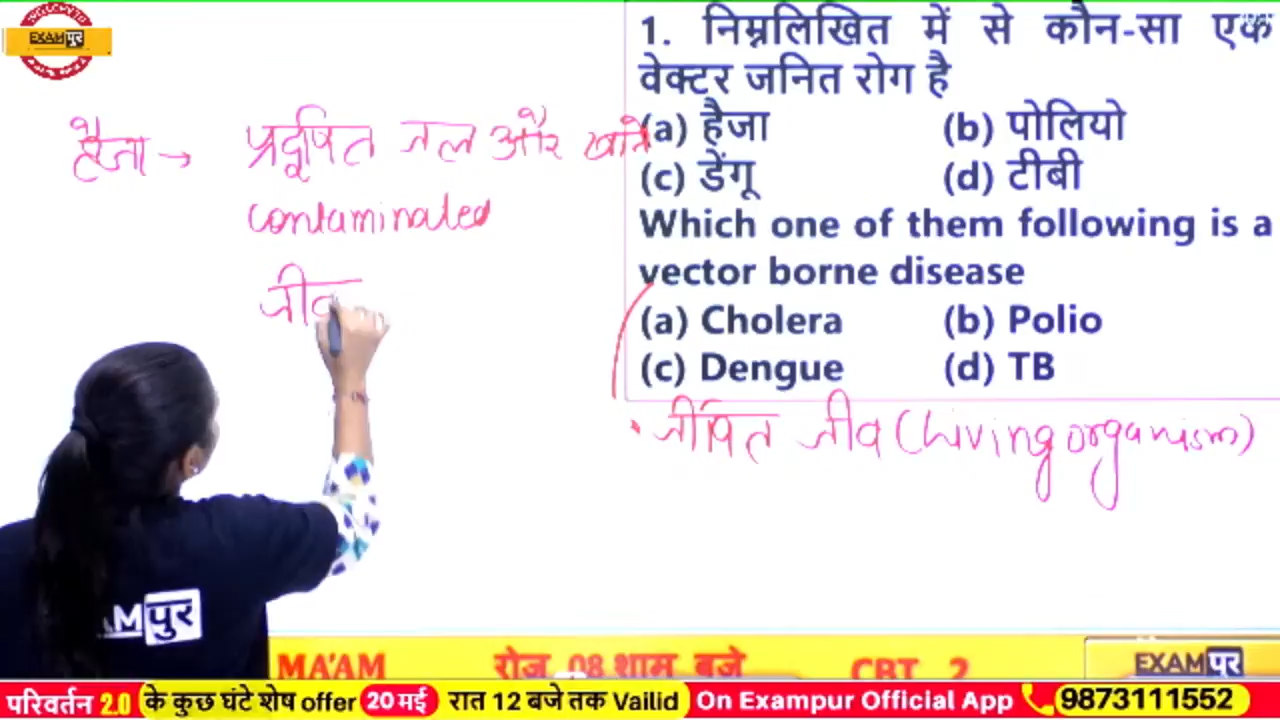 EXAMपुर
1. निम्नलिखित में से कौन-सा एक
वेक्टर जनित रोग है
(a) हैजा (b) पोलियो
(c) डेंगू (d) टीबी
Which one of them following is a
vector borne disease
(a) Cholera (b) Polio
(c) Dengue (d) TB
हैजा → प्रदूषित जल और खाने
contaminated
जीव
जीवित जीव (Living organism)
AMपुर
MA'AM रोज 08 शाम बजे CBT 2 EXAMपुर
परिवर्तन 2.0 के कुछ घंटे शेष offer 20 मई रात 12 बजे तक Vailid On Exampur Official App 9873111552